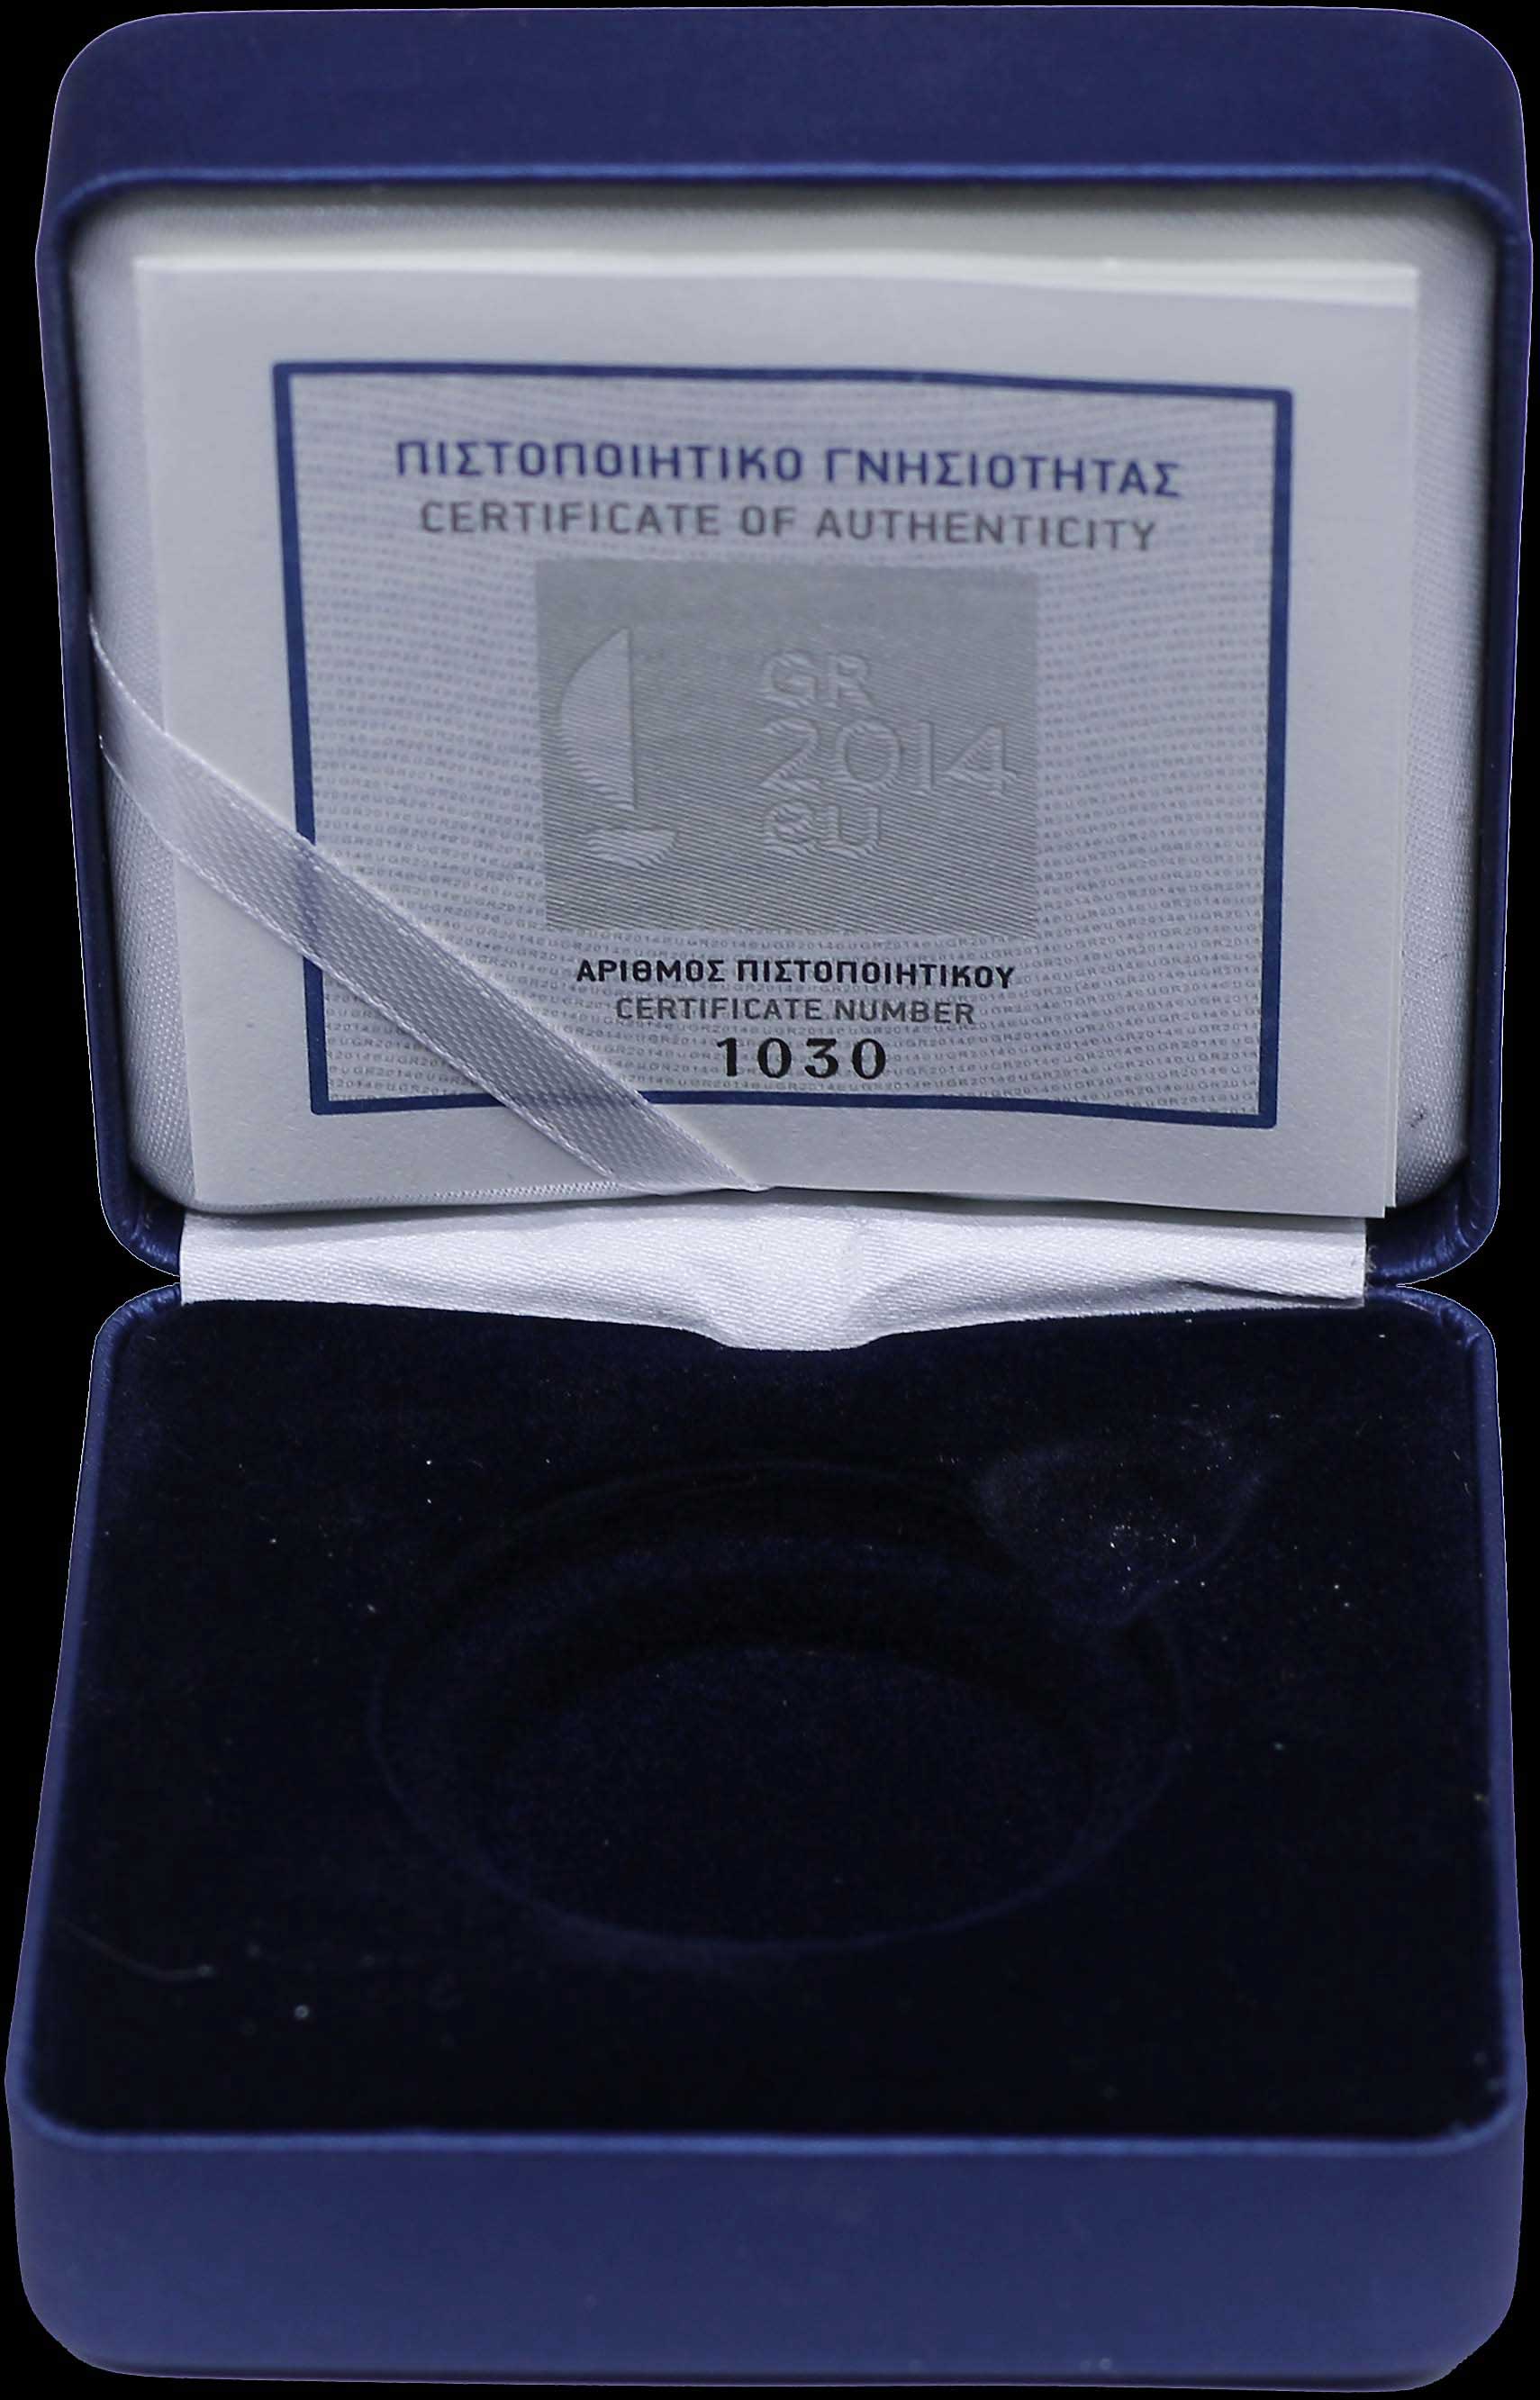 ΠΙΣΤΟΠΟΙΗΤΙΚΟ ΓΝΗΣΙΟΤΗΤΑΣ
CERTIFICATE OF AUTHENTICITY
GR
2014
eu
ΑΡΙΘΜΟΣ ΠΙΣΤΟΠΟΙΗΤΙΚΟΥ
CERTIFICATE NUMBER
1030